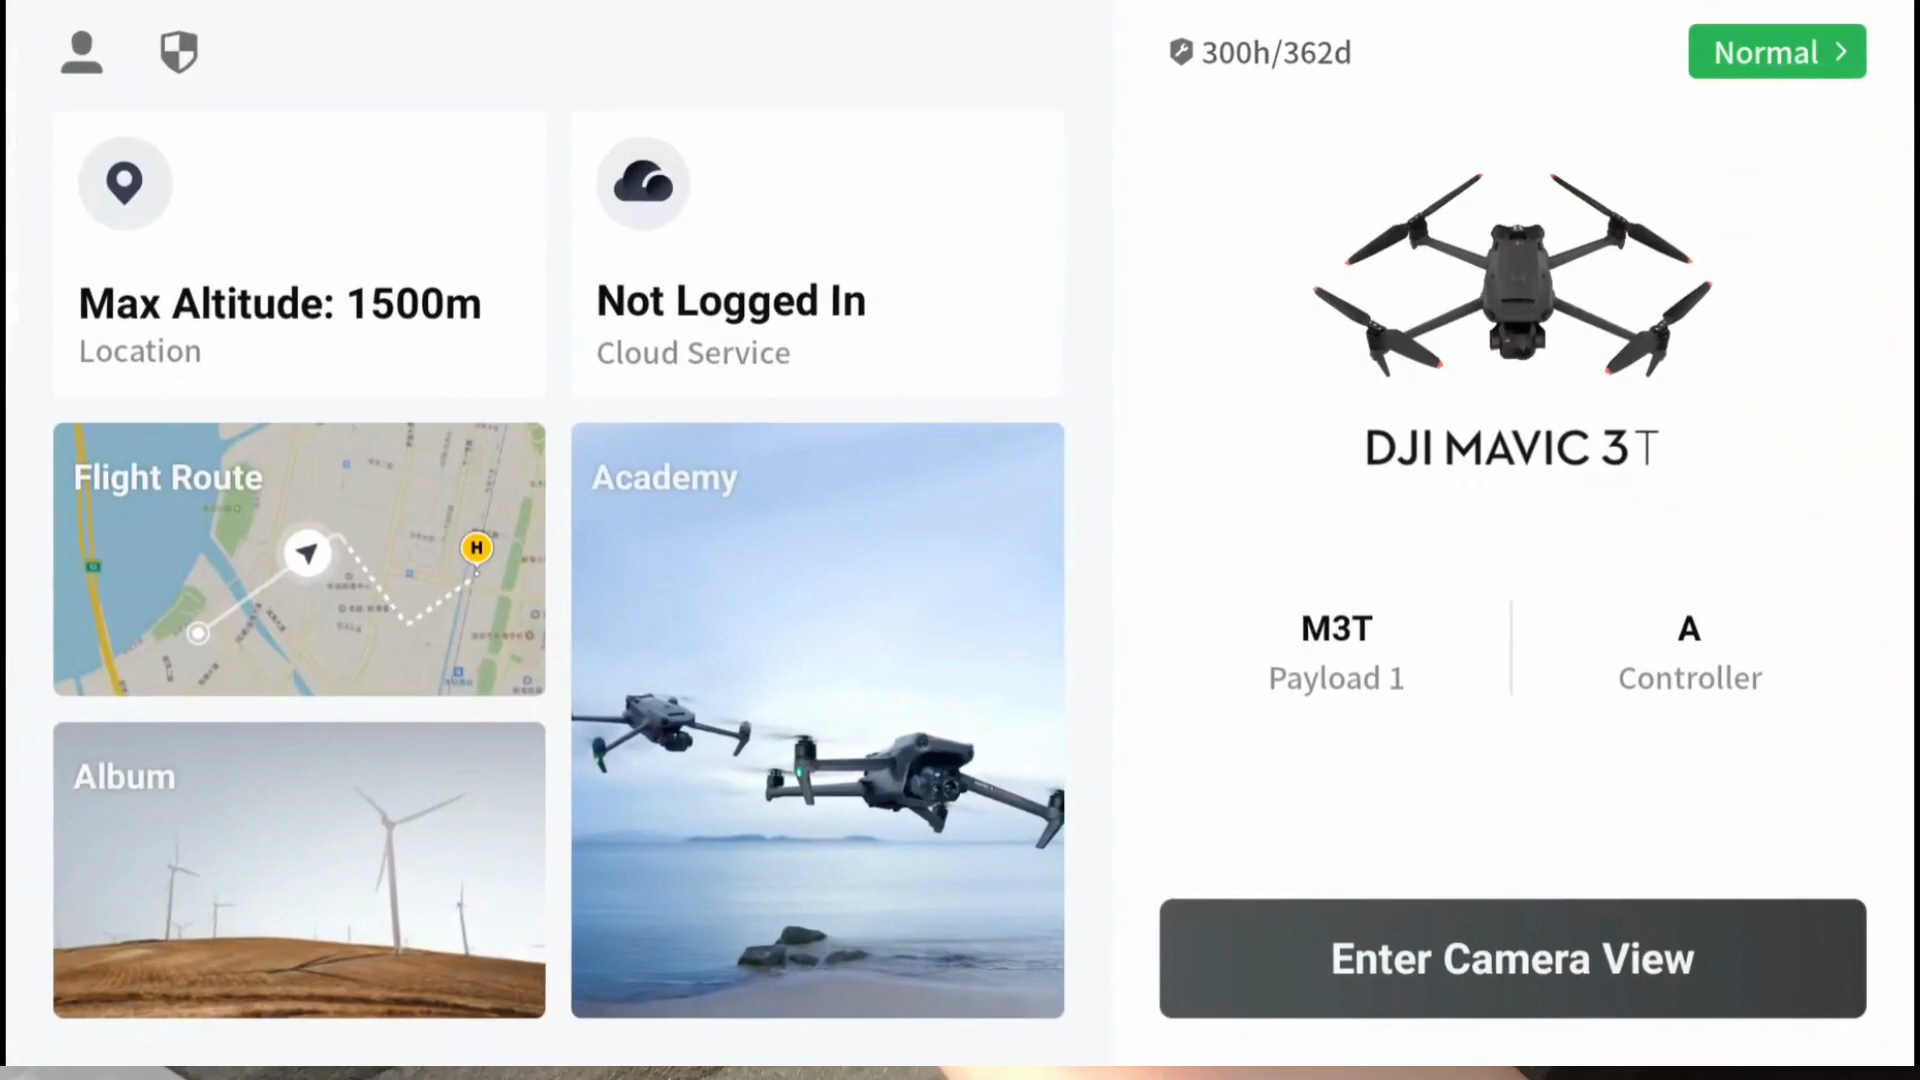 300h/362d
Normal
Max Altitude: 1500m
Location
Not Logged In
Cloud Service
DJI MAVIC 3T
Flight Route
H
Academy
M3T
Payload 1
A
Controller
Album
Enter Camera View